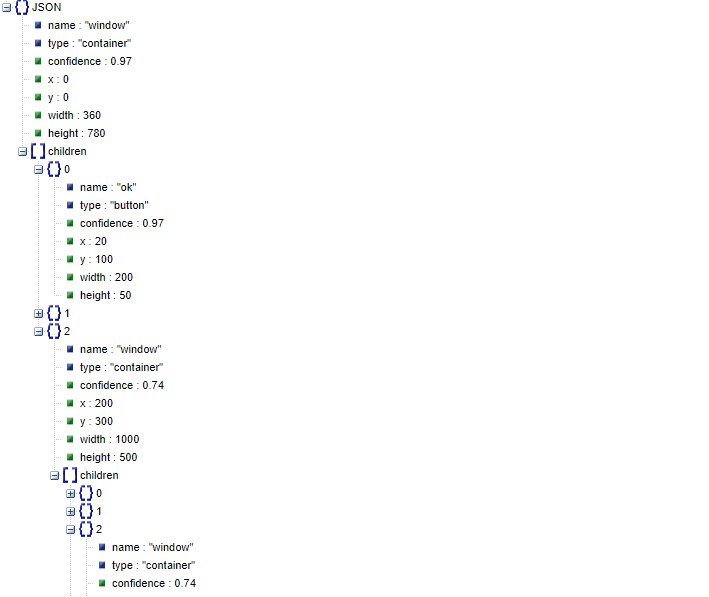 JSON
name : "window"
type : "container"
confidence : 0.97
x : 0
y : 0
width : 360
height : 780
children
0
name : "ok"
type : "button"
confidence : 0.97
x : 20
y : 100
width : 200
height : 50
1
2
name : "window"
type : "container"
confidence : 0.74
x : 200
y : 300
width : 1000
height : 500
children
0
1
2
name : "window"
type : "container"
confidence : 0.74